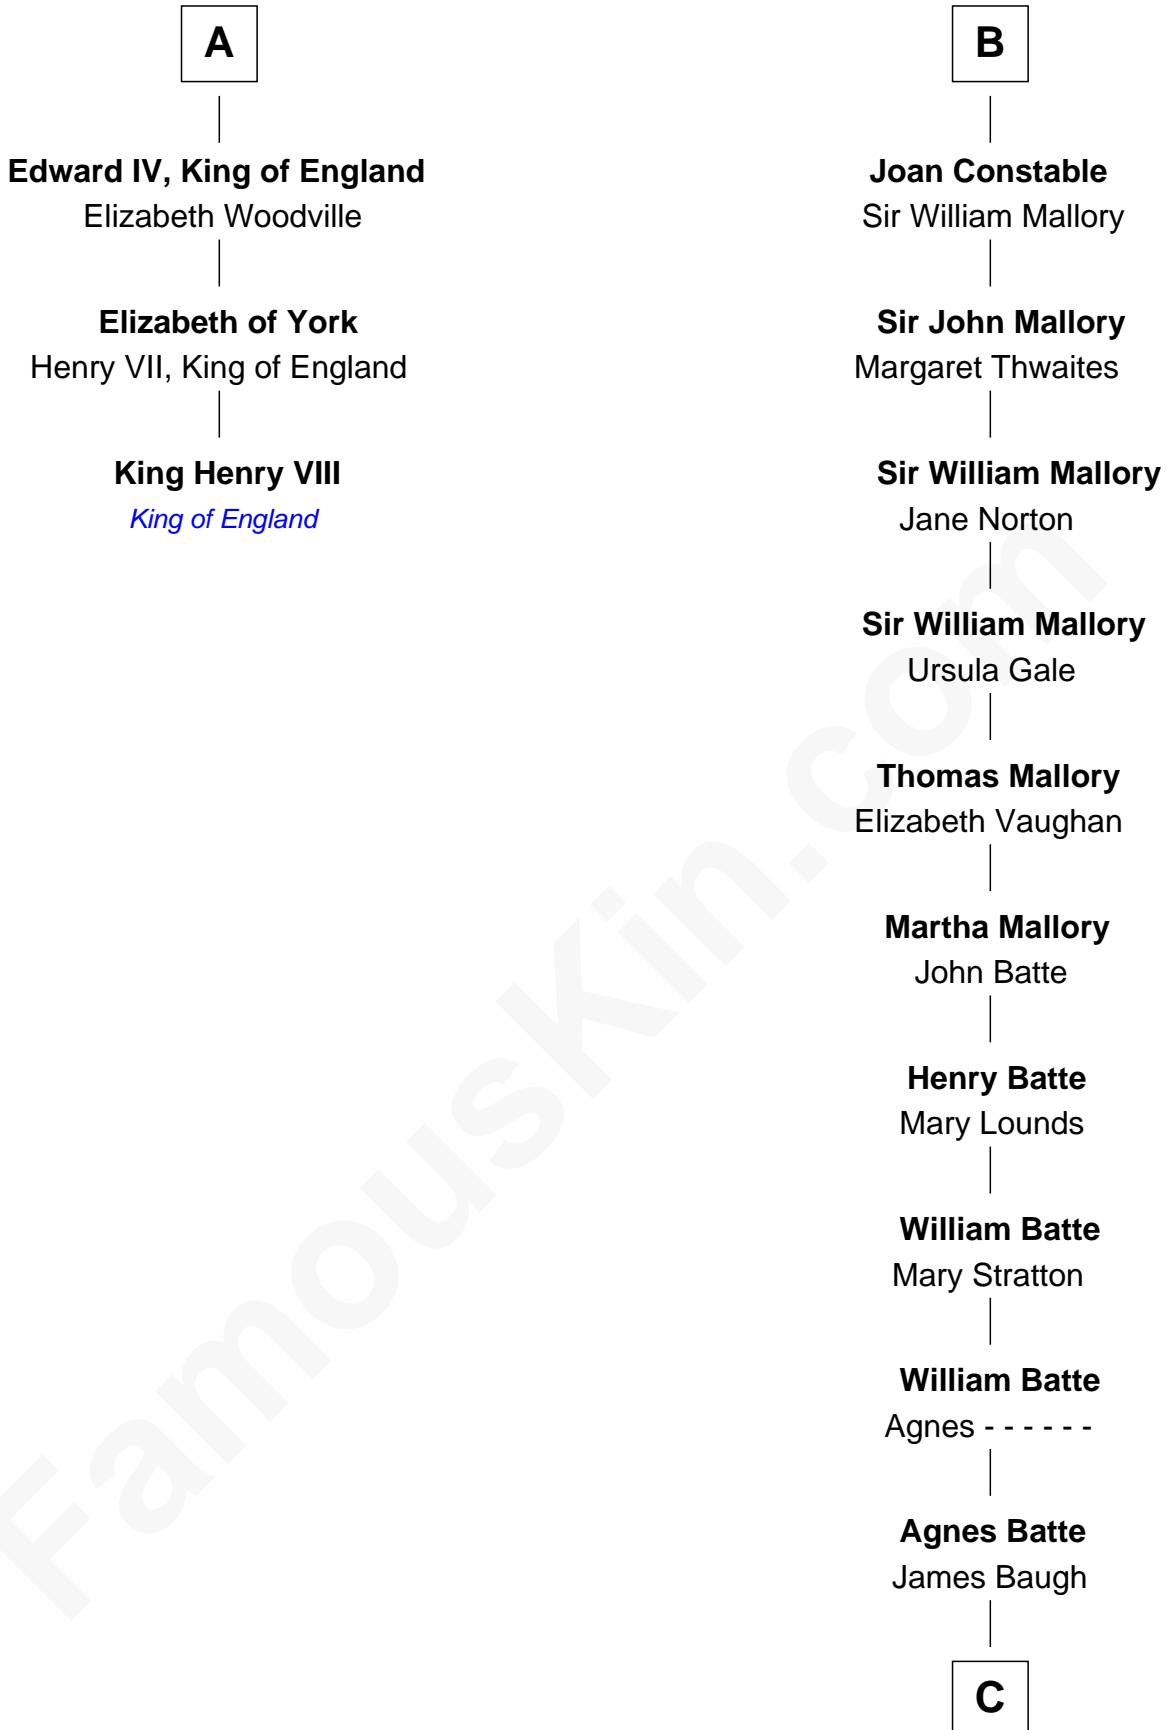 A
Edward IV, King of England
Elizabeth Woodville
Elizabeth of York
Henry VII, King of England
King Henry VIII
King of England
B
Joan Constable
Sir William Mallory
Sir John Mallory
Margaret Thwaites
Sir William Mallory
Jane Norton
Sir William Mallory
Ursula Gale
Thomas Mallory
Elizabeth Vaughan
Martha Mallory
John Batte
Henry Batte
Mary Lounds
William Batte
Mary Stratton
William Batte
Agnes - - - - - -
Agnes Batte
James Baugh
C
FamousKin.com